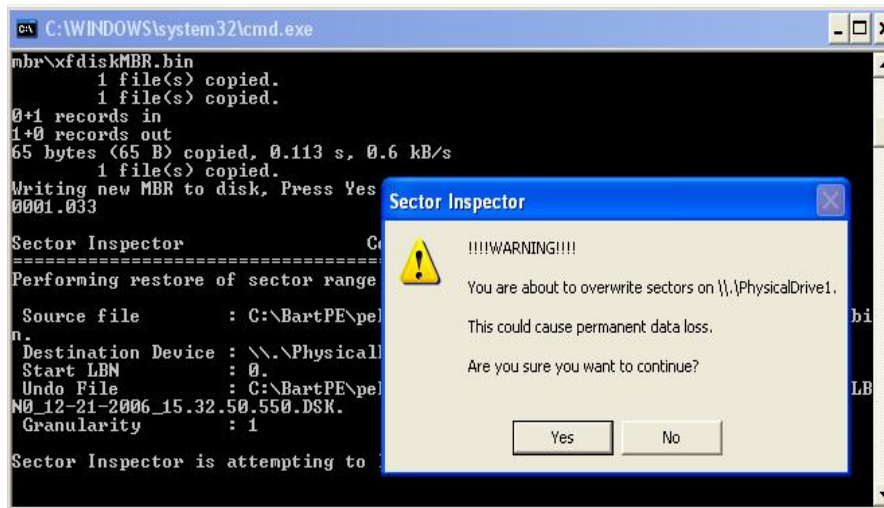 C:\WINDOWS\system32\cmd.exe
mbr\xfdiskMBR.bin
1 file(s) copied.
1 file(s) copied.
0+1 records in
1+0 records out
65 bytes (65 B) copied, 0.113 s, 0.6 kB/s
1 file(s) copied.
Writing new MBR to disk, Press Yes
0001.033
Sector Inspector
Performing restore of sector range
Source file : C:\BartPE\pe bi
n.
Destination Device : \\.\Physical
Start LBN : 0.
Undo File : C:\BartPE\pe LB
N0_12-21-2006_15.32.50.550.DSK.
Granularity : 1
Sector Inspector is attempting to
Sector Inspector
!!!!WARNING!!!!
You are about to overwrite sectors on \\.\PhysicalDrive1.
This could cause permanent data loss.
Are you sure you want to continue?
Yes No